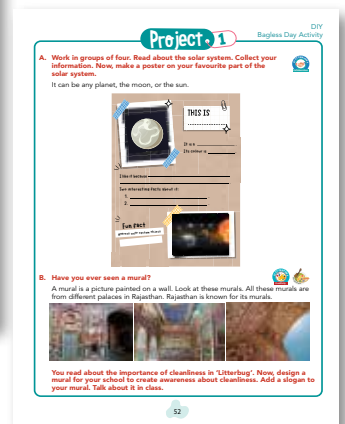 DIY
Bagless Day Activity
Project 1
A. Work in groups of four. Read about the solar system. Collect your
information. Now, make a poster on your favourite part of the
solar system.
It can be any planet, the moon, or the sun.
THIS IS
It is a
Its colour is
I like it because
Two interesting facts about it:
1.
2.
Fun Fact
B. Have you ever seen a mural?
A mural is a picture painted on a wall. Look at these murals. All these murals are
from different palaces in Rajasthan. Rajasthan is known for its murals.
You read about the importance of cleanliness in 'Litterbug'. Now, design a
mural for your school to create awareness about cleanliness. Add a slogan to
your mural. Talk about it in class.
52